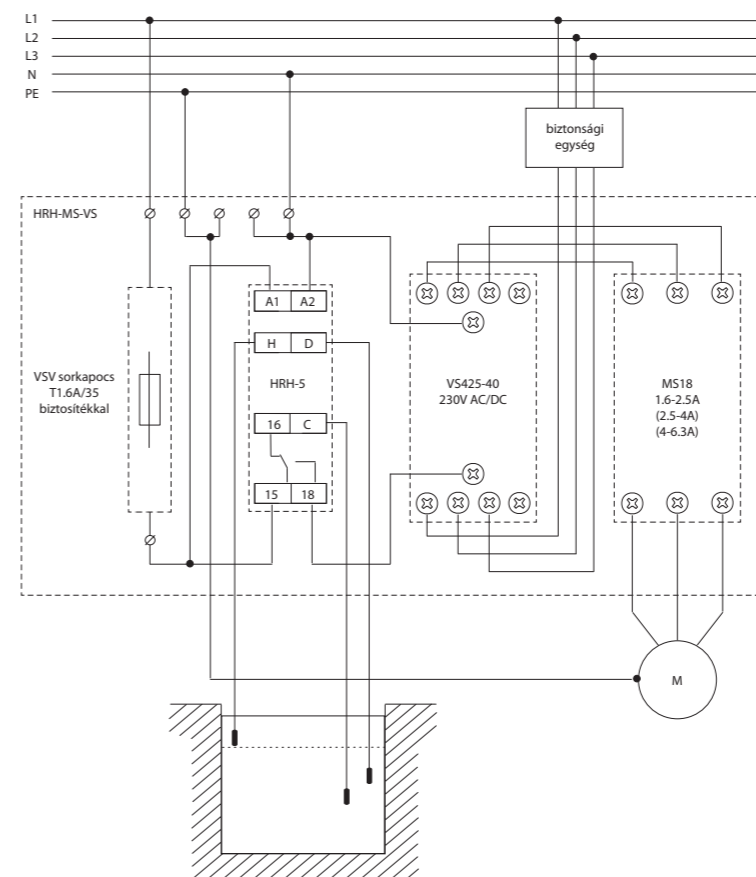 L1
L2
L3
N
PE
biztonsági
egység
HRH-MS-VS
A1 A2
H D
HRH-5
16 C
15 18
VSV sorkapocs
T1.6A/35
biztosítékkal
VS425-40
230V AC/DC
MS18
1.6-2.5A
(2.5-4A)
(4-6.3A)
M